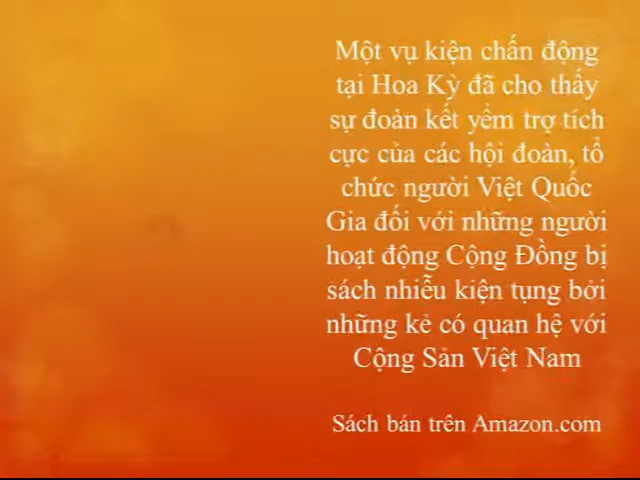 Một vụ kiện chấn động
tại Hoa Kỳ đã cho thấy
sự đoàn kết yểm trợ tích
cực của các hội đoàn, tổ
chức người Việt Quốc
Gia đối với những người
hoạt động Cộng Đồng bị
sách nhiễu kiện tụng bởi
những kẻ có quan hệ với
Cộng Sản Việt Nam
Sách bán trên Amazon.com